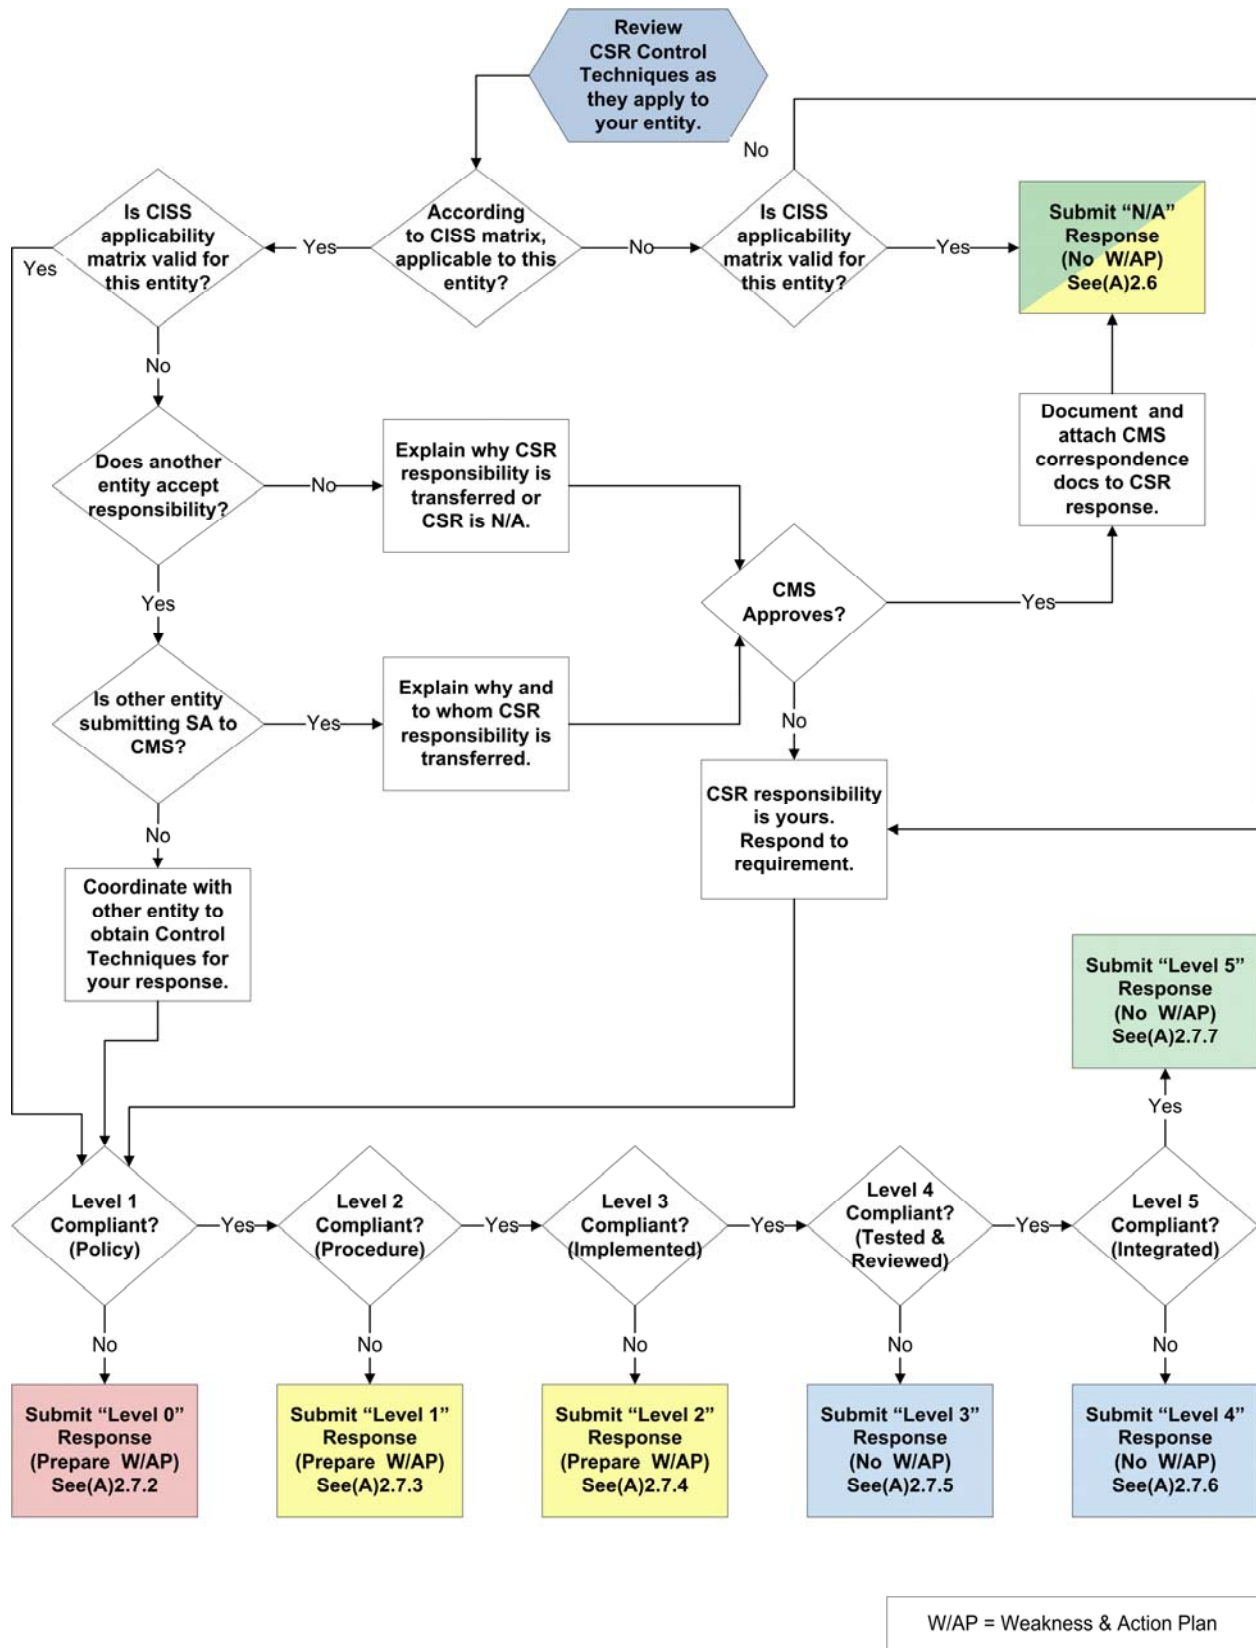 Review
CSR Control
Techniques as
they apply to
your entity.
No
Is CISS
applicability
matrix valid for
this entity?
Yes
Yes
According
to CISS matrix,
applicable to this
entity?
No
Is CISS
applicability
matrix valid for
this entity?
Yes
Submit “N/A”
Response
(No W/AP)
See(A)2.6
No
Does another
entity accept
responsibility?
No
Explain why CSR
responsibility is
transferred or
CSR is N/A.
Document and
attach CMS
correspondence
docs to CSR
response.
CMS
Approves?
Yes
Yes
Is other entity
submitting SA to
CMS?
Yes
Explain why and
to whom CSR
responsibility is
transferred.
No
CSR responsibility
is yours.
Respond to
requirement.
No
Coordinate with
other entity to
obtain Control
Techniques for
your response.
Submit “Level 5”
Response
(No W/AP)
See(A)2.7.7
Yes
Level 1
Compliant?
(Policy)
Yes
Level 2
Compliant?
(Procedure)
Yes
Level 3
Compliant?
(Implemented)
Yes
Level 4
Compliant?
(Tested &
Reviewed)
Yes
Level 5
Compliant?
(Integrated)
No
No
No
No
No
Submit “Level 0”
Response
(Prepare W/AP)
See(A)2.7.2
Submit “Level 1”
Response
(Prepare W/AP)
See(A)2.7.3
Submit “Level 2”
Response
(Prepare W/AP)
See(A)2.7.4
Submit “Level 3”
Response
(No W/AP)
See(A)2.7.5
Submit “Level 4”
Response
(No W/AP)
See(A)2.7.6
W/AP = Weakness & Action Plan